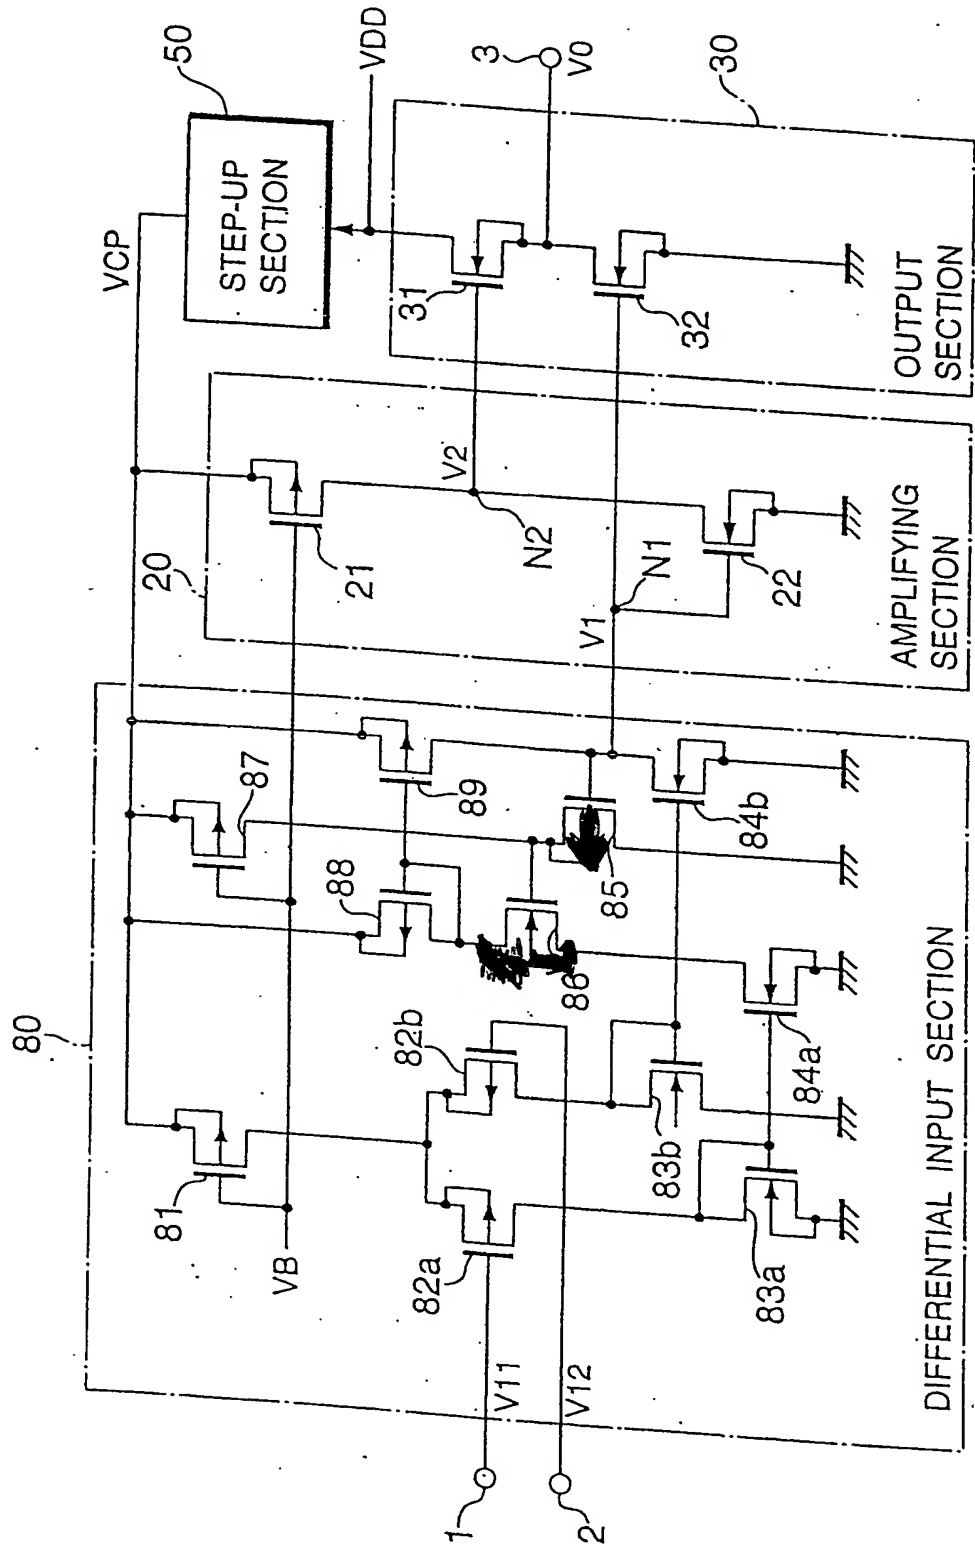 80
81
VB
82a
82b
83a
83b
84a
84b
85
86
87
88
89
1
V11
2
V12
DIFFERENTIAL INPUT SECTION
20
21
V2
N2
V1
N1
22
AMPLIFYING
SECTION
VCP
STEP-UP
SECTION
50
VDD
31
32
3
V0
30
OUTPUT
SECTION